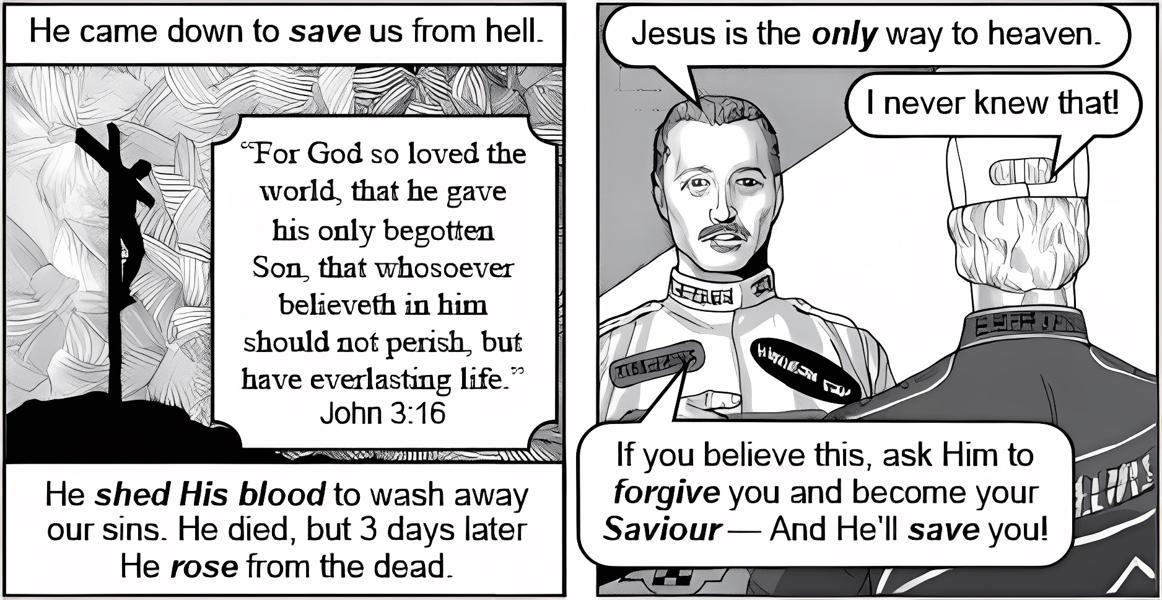 He came down to save us from hell.
“For God so loved the
world, that he gave
his only begotten
Son, that whosoever
believeth in him
should not perish, but
have everlasting life.”
John 3:16
He shed His blood to wash away
our sins. He died, but 3 days later
He rose from the dead.
Jesus is the only way to heaven.
I never knew that!
If you believe this, ask Him to
forgive you and become your
Saviour — And He'll save you!